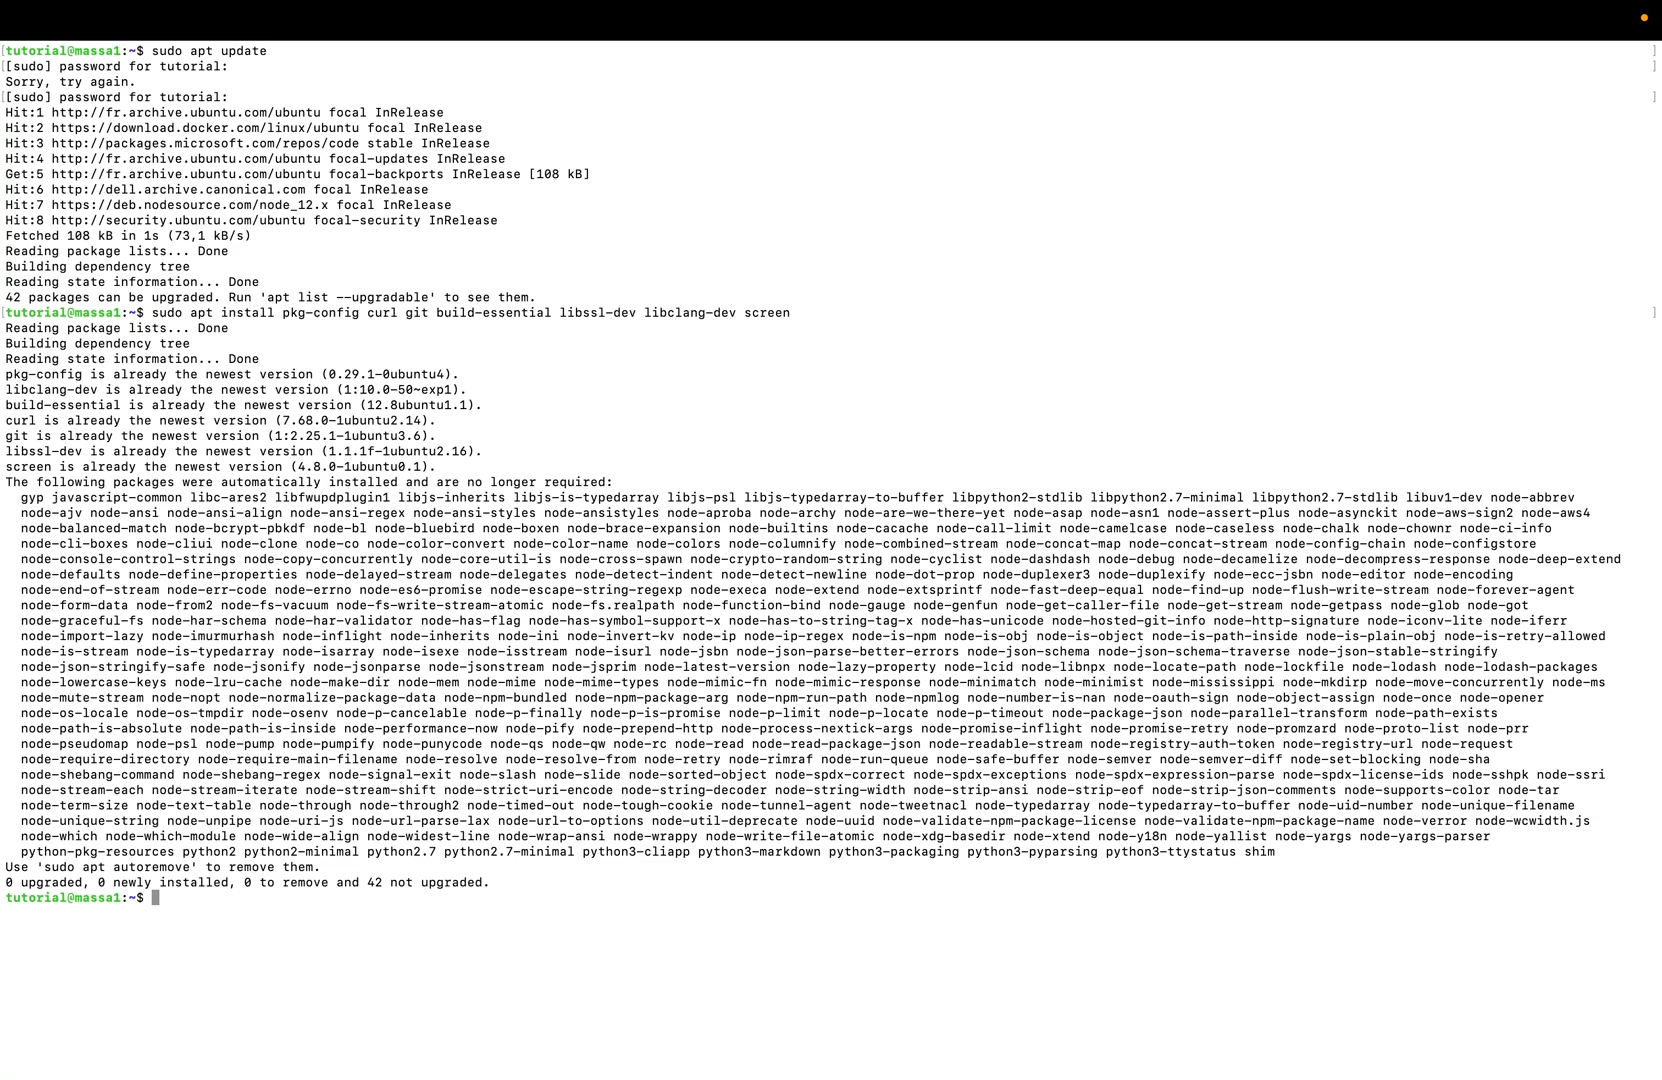 [tutorial@massa1:~$ sudo apt update ]
[[sudo] password for tutorial: ]
Sorry, try again.
[[sudo] password for tutorial: ]
Hit:1 http://fr.archive.ubuntu.com/ubuntu focal InRelease
Hit:2 https://download.docker.com/linux/ubuntu focal InRelease
Hit:3 http://packages.microsoft.com/repos/code stable InRelease
Hit:4 http://fr.archive.ubuntu.com/ubuntu focal-updates InRelease
Get:5 http://fr.archive.ubuntu.com/ubuntu focal-backports InRelease [108 kB]
Hit:6 http://dell.archive.canonical.com focal InRelease
Hit:7 https://deb.nodesource.com/node_12.x focal InRelease
Hit:8 http://security.ubuntu.com/ubuntu focal-security InRelease
Fetched 108 kB in 1s (73,1 kB/s)
Reading package lists... Done
Building dependency tree
Reading state information... Done
42 packages can be upgraded. Run 'apt list --upgradable' to see them.
[tutorial@massa1:~$ sudo apt install pkg-config curl git build-essential libssl-dev libclang-dev screen ]
Reading package lists... Done
Building dependency tree
Reading state information... Done
pkg-config is already the newest version (0.29.1-0ubuntu4).
libclang-dev is already the newest version (1:10.0-50~exp1).
build-essential is already the newest version (12.8ubuntu1.1).
curl is already the newest version (7.68.0-1ubuntu2.14).
git is already the newest version (1:2.25.1-1ubuntu3.6).
libssl-dev is already the newest version (1.1.1f-1ubuntu2.16).
screen is already the newest version (4.8.0-1ubuntu0.1).
The following packages were automatically installed and are no longer required:
gyp javascript-common libc-ares2 libfwupdplugin1 libjs-inherits libjs-is-typedarray libjs-psl libjs-typedarray-to-buffer libpython2-stdlib libpython2.7-minimal libpython2.7-stdlib libuv1-dev node-abbrev
node-ajv node-ansi node-ansi-align node-ansi-regex node-ansi-styles node-ansistyles node-aproba node-archy node-are-we-there-yet node-asap node-asn1 node-assert-plus node-asynckit node-aws-sign2 node-aws4
node-balanced-match node-bcrypt-pbkdf node-bl node-bluebird node-boxen node-brace-expansion node-builtins node-cacache node-call-limit node-camelcase node-caseless node-chalk node-chownr node-ci-info
node-cli-boxes node-cliui node-clone node-co node-color-convert node-color-name node-colors node-columnify node-combined-stream node-concat-map node-concat-stream node-config-chain node-configstore
node-console-control-strings node-copy-concurrently node-core-util-is node-cross-spawn node-crypto-random-string node-cyclist node-dashdash node-debug node-decamelize node-decompress-response node-deep-extend
node-defaults node-define-properties node-delayed-stream node-delegates node-detect-indent node-detect-newline node-dot-prop node-duplexer3 node-duplexify node-ecc-jsbn node-editor node-encoding
node-end-of-stream node-err-code node-errno node-es6-promise node-escape-string-regexp node-execa node-extend node-extsprintf node-fast-deep-equal node-find-up node-flush-write-stream node-forever-agent
node-form-data node-from2 node-fs-vacuum node-fs-write-stream-atomic node-fs.realpath node-function-bind node-gauge node-genfun node-get-caller-file node-get-stream node-getpass node-glob node-got
node-graceful-fs node-har-schema node-har-validator node-has-flag node-has-symbol-support-x node-has-to-string-tag-x node-has-unicode node-hosted-git-info node-http-signature node-iconv-lite node-iferr
node-import-lazy node-imurmurhash node-inflight node-inherits node-ini node-invert-kv node-ip node-ip-regex node-is-npm node-is-obj node-is-object node-is-path-inside node-is-plain-obj node-is-retry-allowed
node-is-stream node-is-typedarray node-isarray node-isexe node-isstream node-isurl node-jsbn node-json-parse-better-errors node-json-schema node-json-schema-traverse node-json-stable-stringify
node-json-stringify-safe node-jsonify node-jsonparse node-jsonstream node-jsprim node-latest-version node-lazy-property node-lcid node-libnpx node-locate-path node-lockfile node-lodash node-lodash-packages
node-lowercase-keys node-lru-cache node-make-dir node-mem node-mime node-mime-types node-mimic-fn node-mimic-response node-minimatch node-minimist node-mississippi node-mkdirp node-move-concurrently node-ms
node-mute-stream node-nopt node-normalize-package-data node-npm-bundled node-npm-package-arg node-npm-run-path node-npmlog node-number-is-nan node-oauth-sign node-object-assign node-once node-opener
node-os-locale node-os-tmpdir node-osenv node-p-cancelable node-p-finally node-p-is-promise node-p-limit node-p-locate node-p-timeout node-package-json node-parallel-transform node-path-exists
node-path-is-absolute node-path-is-inside node-performance-now node-pify node-prepend-http node-process-nextick-args node-promise-inflight node-promise-retry node-promzard node-proto-list node-prr
node-pseudomap node-psl node-pump node-pumpify node-punycode node-qs node-qw node-rc node-read node-read-package-json node-readable-stream node-registry-auth-token node-registry-url node-request
node-require-directory node-require-main-filename node-resolve node-resolve-from node-retry node-rimraf node-run-queue node-safe-buffer node-semver node-semver-diff node-set-blocking node-sha
node-shebang-command node-shebang-regex node-signal-exit node-slash node-slide node-sorted-object node-spdx-correct node-spdx-exceptions node-spdx-expression-parse node-spdx-license-ids node-sshpk node-ssri
node-stream-each node-stream-iterate node-stream-shift node-strict-uri-encode node-string-decoder node-string-width node-strip-ansi node-strip-eof node-strip-json-comments node-supports-color node-tar
node-term-size node-text-table node-through node-through2 node-timed-out node-tough-cookie node-tunnel-agent node-tweetnacl node-typedarray node-typedarray-to-buffer node-uid-number node-unique-filename
node-unique-string node-unpipe node-uri-js node-url-parse-lax node-url-to-options node-util-deprecate node-uuid node-validate-npm-package-license node-validate-npm-package-name node-verror node-wcwidth.js
node-which node-which-module node-wide-align node-widest-line node-wrap-ansi node-wrappy node-write-file-atomic node-xdg-basedir node-xtend node-y18n node-yallist node-yargs node-yargs-parser
python-pkg-resources python2 python2-minimal python2.7 python2.7-minimal python3-cliapp python3-markdown python3-packaging python3-pyparsing python3-ttystatus shim
Use 'sudo apt autoremove' to remove them.
0 upgraded, 0 newly installed, 0 to remove and 42 not upgraded.
tutorial@massa1:~$